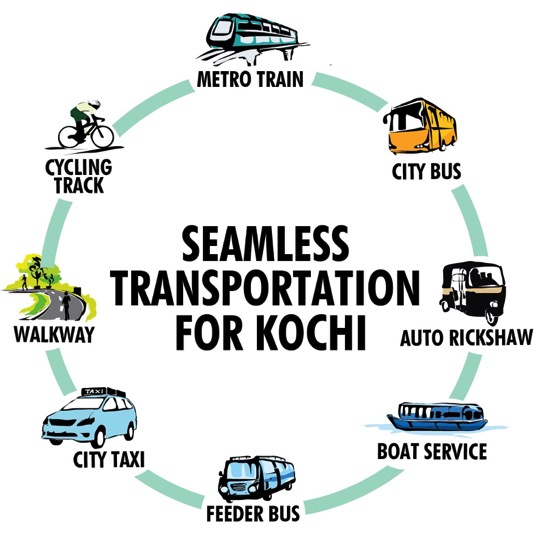 METRO TRAIN
CITY BUS
AUTO RICKSHAW
BOAT SERVICE
FEEDER BUS
TAXI
CITY TAXI
WALKWAY
CYCLING
TRACK
SEAMLESS
TRANSPORTATION
FOR KOCHI